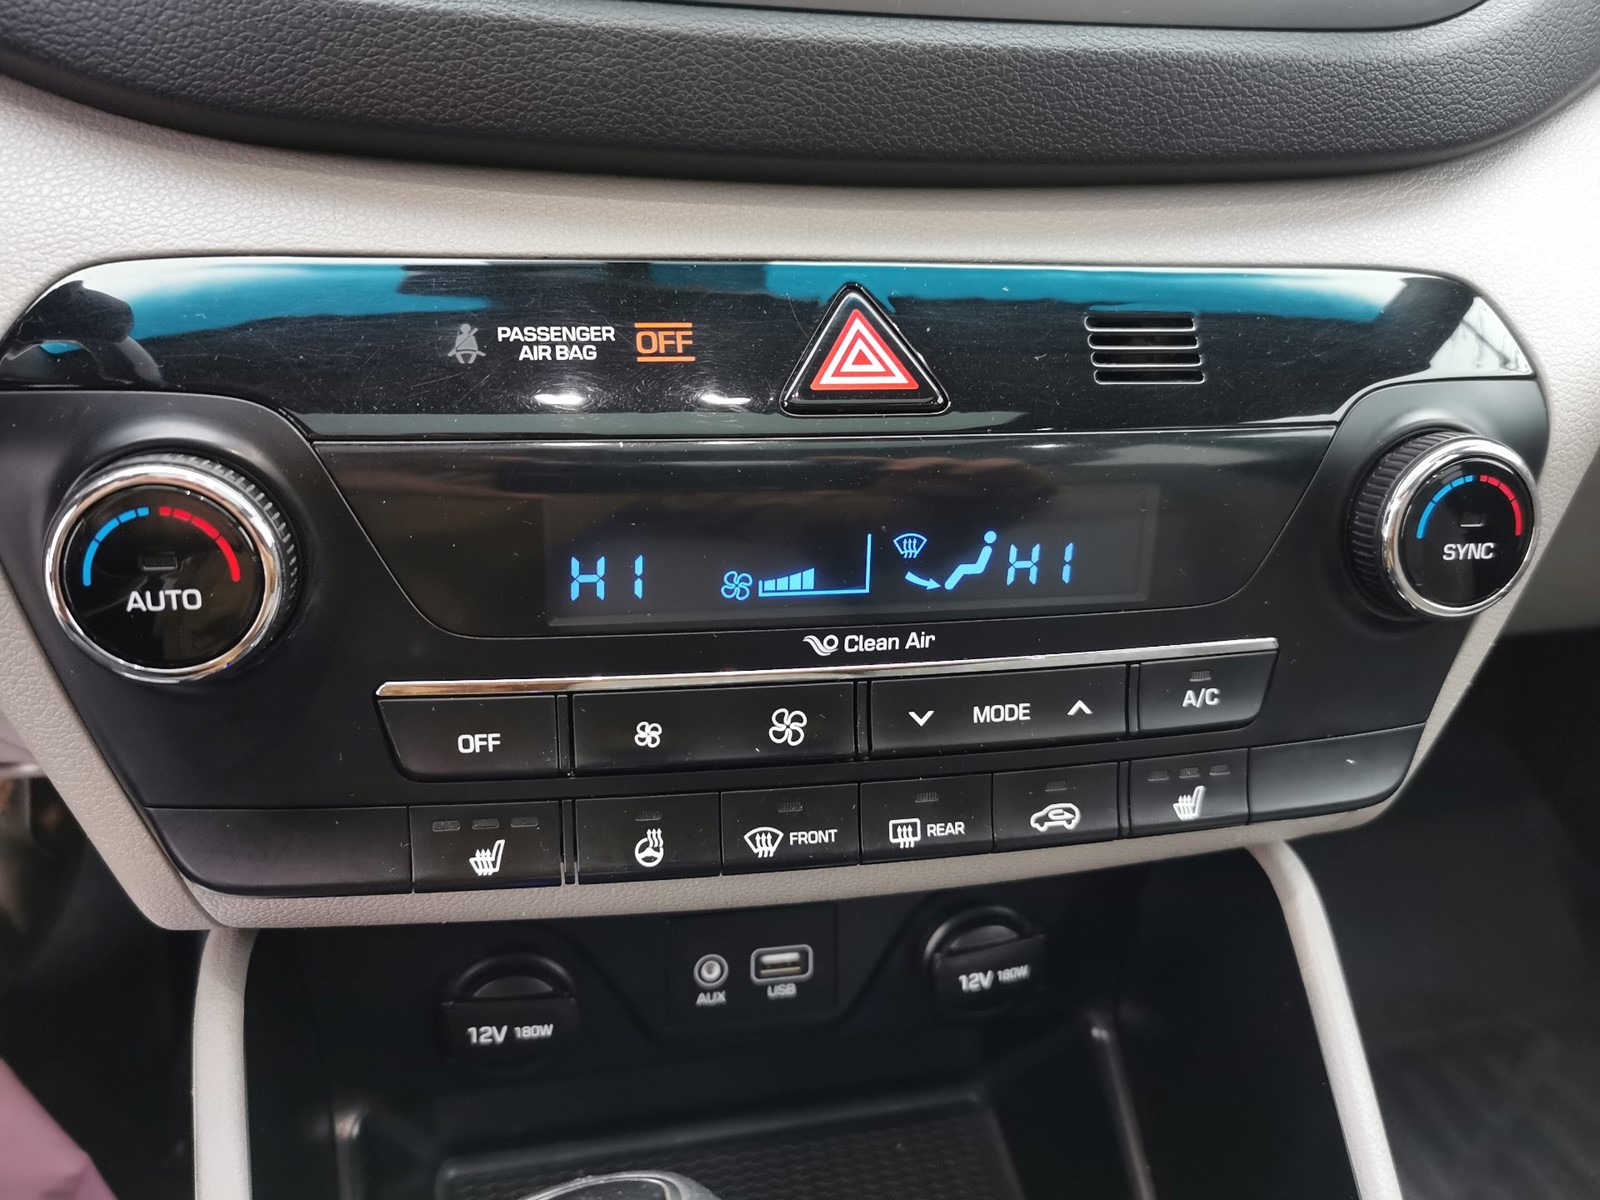 PASSENGER
AIR BAG
OFF
AUTO
HI
HI
SYNC
Clean Air
OFF
MODE
A/C
FRONT
REAR
12V 180W
AUX
USB
12V 180W